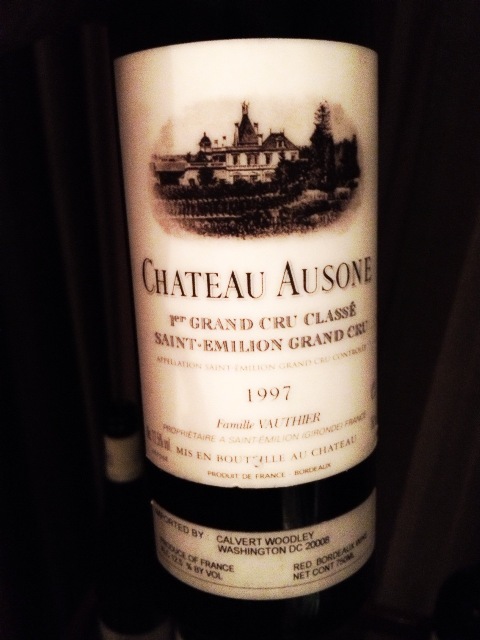 CHATEAU AUSONE
1er GRAND CRU CLASSÉ
SAINT-EMILION GRAND CRU
APPELLATION SAINT-EMILION GRAND CRU CONTROLÉE
1997
Famille VAUTHIER
PROPRIÉTAIRE A SAINT-ÉMILION (GIRONDE) FRANCE
MIS EN BOUTEILLE AU CHATEAU
PRODUIT DE FRANCE - BORDEAUX
IMPORTED BY: CALVERT WOODLEY
WASHINGTON DC 20008
PRODUCE OF FRANCE RED BORDEAUX WINE
% BY VOL NET CONT 750ML